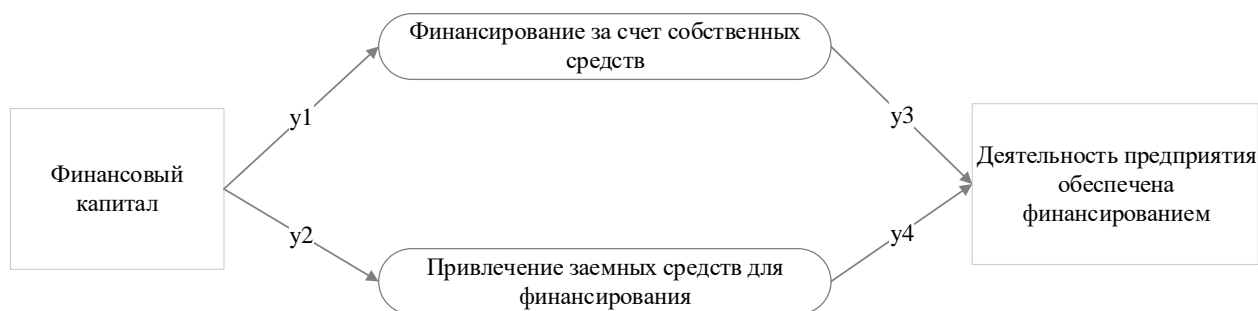 Финансирование за счет собственных
средств
y1
y3
Финансовый
капитал
Деятельность предприятия
обеспечена
финансированием
y2
y4
Привлечение заемных средств для
финансирования